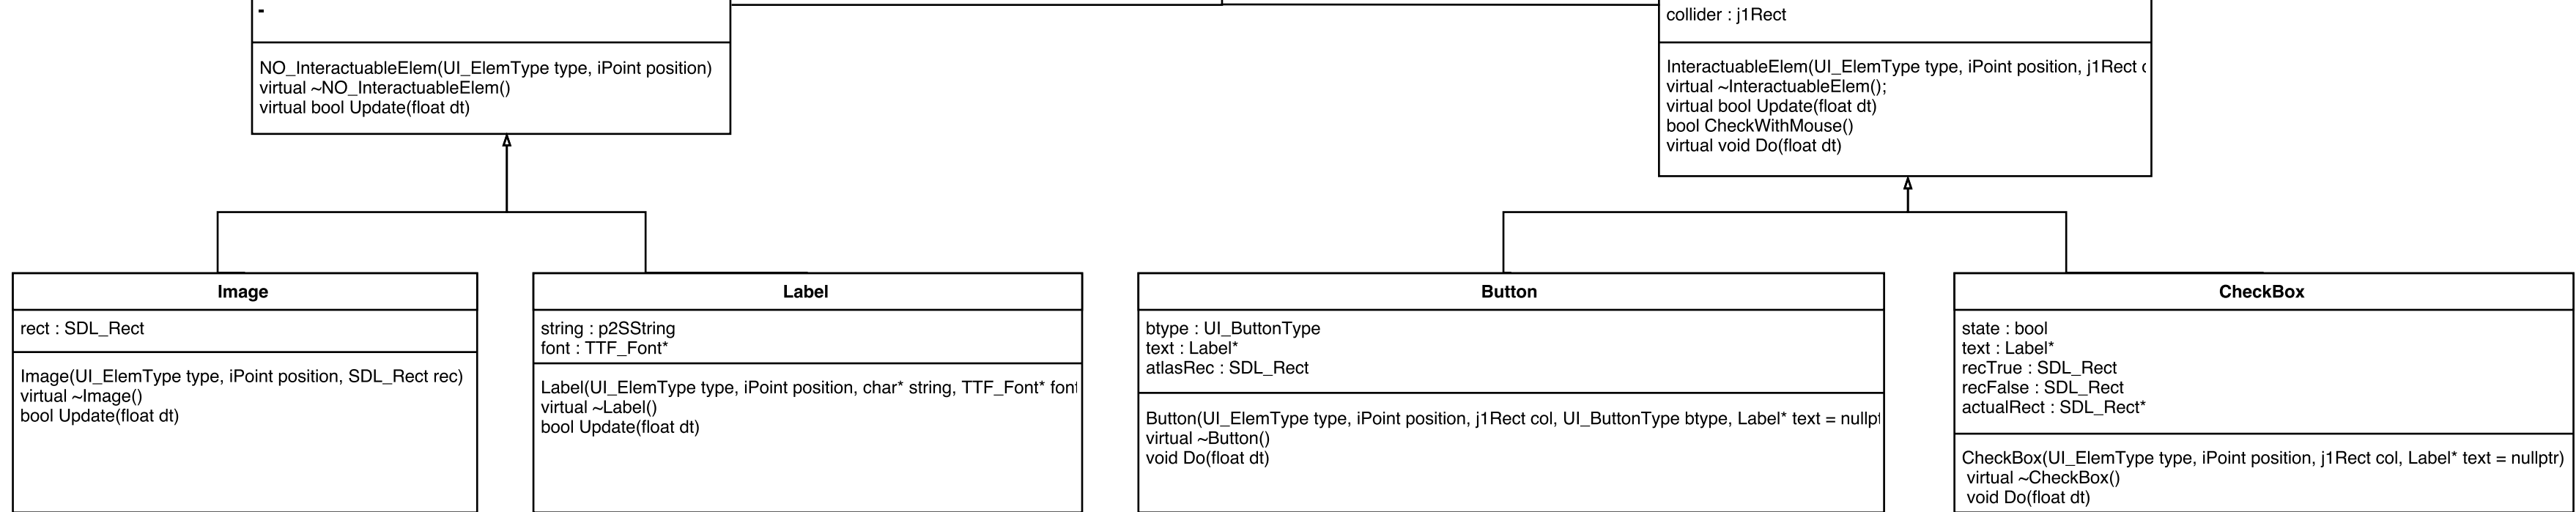 -
NO_InteractuableElem(UI_ElemType type, iPoint position)
virtual ~NO_InteractuableElem()
virtual bool Update(float dt)
collider : j1Rect
InteractuableElem(UI_ElemType type, iPoint position, j1Rect
virtual ~InteractuableElem();
virtual bool Update(float dt)
bool CheckWithMouse()
virtual void Do(float dt)
Image
rect : SDL_Rect
Image(UI_ElemType type, iPoint position, SDL_Rect rec)
virtual ~Image()
bool Update(float dt)
Label
string : p2SString
font : TTF_Font*
Label(UI_ElemType type, iPoint position, char* string, TTF_Font* font
virtual ~Label()
bool Update(float dt)
Button
btype : UI_ButtonType
text : Label*
atlasRec : SDL_Rect
Button(UI_ElemType type, iPoint position, j1Rect col, UI_ButtonType btype, Label* text = nullpt
virtual ~Button()
void Do(float dt)
CheckBox
state : bool
text : Label*
recTrue : SDL_Rect
recFalse : SDL_Rect
actualRect : SDL_Rect*
CheckBox(UI_ElemType type, iPoint position, j1Rect col, Label* text = nullptr)
virtual ~CheckBox()
void Do(float dt)